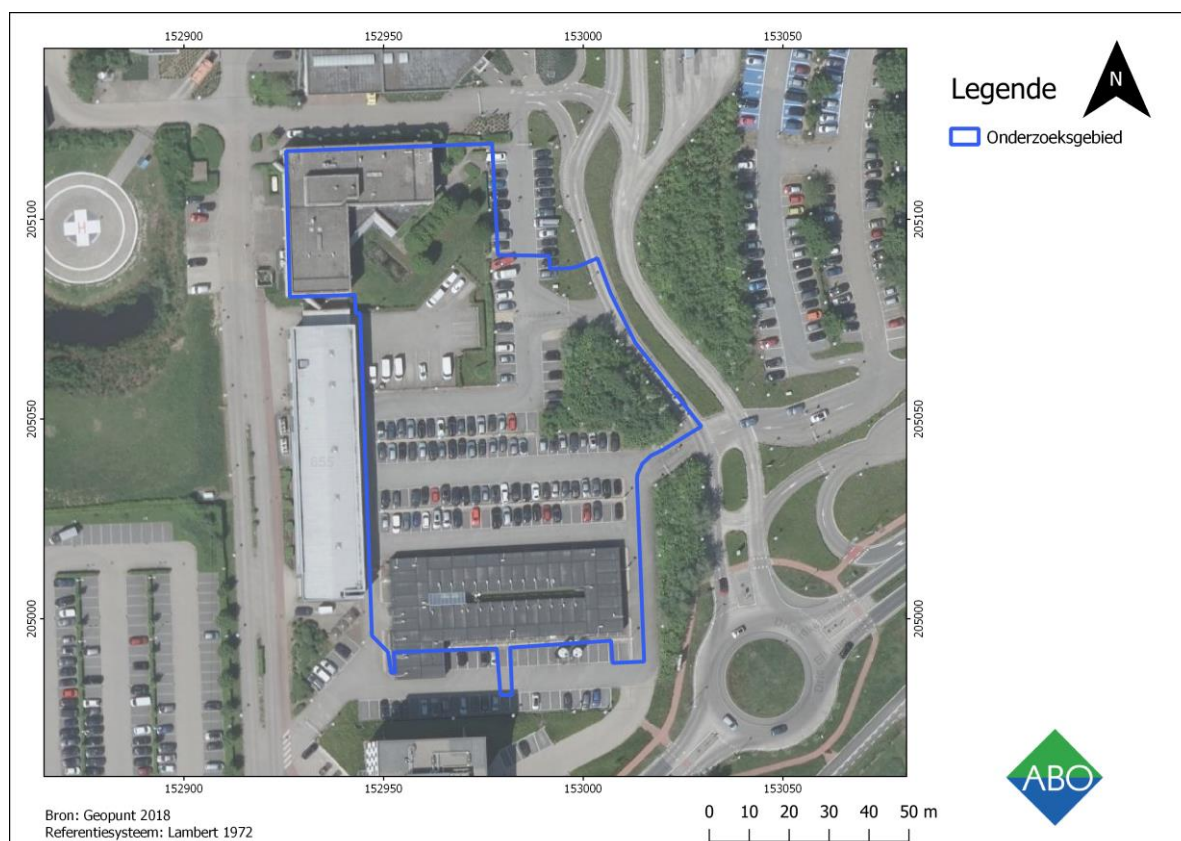 152900 152950 153000 153050
Legende
N
Onderzoeksgebied
205100 205100
H
205050 205050
205000 205000
152900 152950 153000 153050
Bron: Geopunt 2018
Referentiesysteem: Lambert 1972
0 10 20 30 40 50 m
ABO